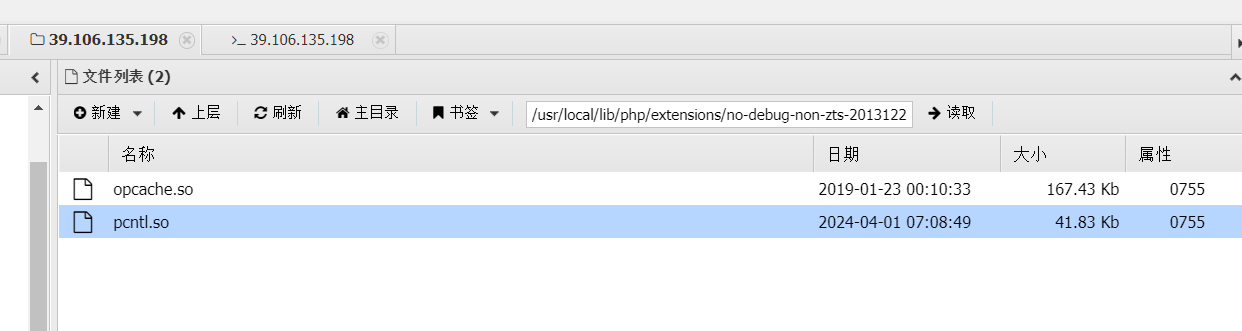 39.106.135.198 >_ 39.106.135.198
文件列表 (2)
新建 上层 刷新 主目录 书签 /usr/local/lib/php/extensions/no-debug-non-zts-2013122 读取
名称 日期 大小 属性
opcache.so 2019-01-23 00:10:33 167.43 Kb 0755
pcntl.so 2024-04-01 07:08:49 41.83 Kb 0755